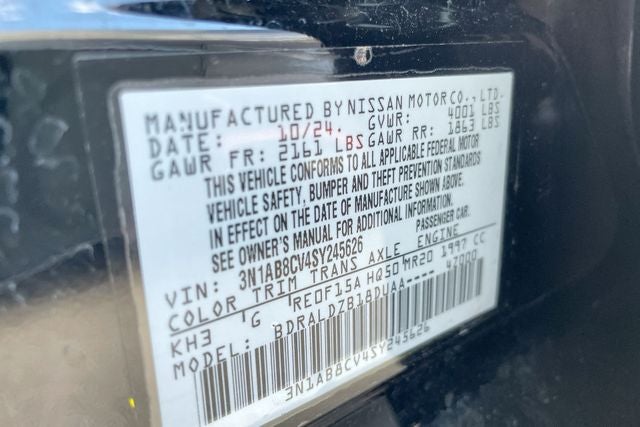 MANUFACTURED BY NISSAN MOTOR CO., LTD.
DATE: 10/24. GVWR: 4001 LBS
GAWR FR: 2161 LBS GAWR RR: 1863 LBS
THIS VEHICLE CONFORMS TO ALL APPLICABLE FEDERAL MOTOR
VEHICLE SAFETY, BUMPER AND THEFT PREVENTION STANDARDS
IN EFFECT ON THE DATE OF MANUFACTURE SHOWN ABOVE.
SEE OWNER'S MANUAL FOR ADDITIONAL INFORMATION.
VIN: 3N1AB8CV4SY245626 PASSENGER CAR.
COLOR TRIM TRANS AXLE ENGINE
KH3 G RE0F15A HQ50 MR20 1997 CC
MODEL: BDRALDZB18DUAA---- 47000
3N1AB8CV4SY245626